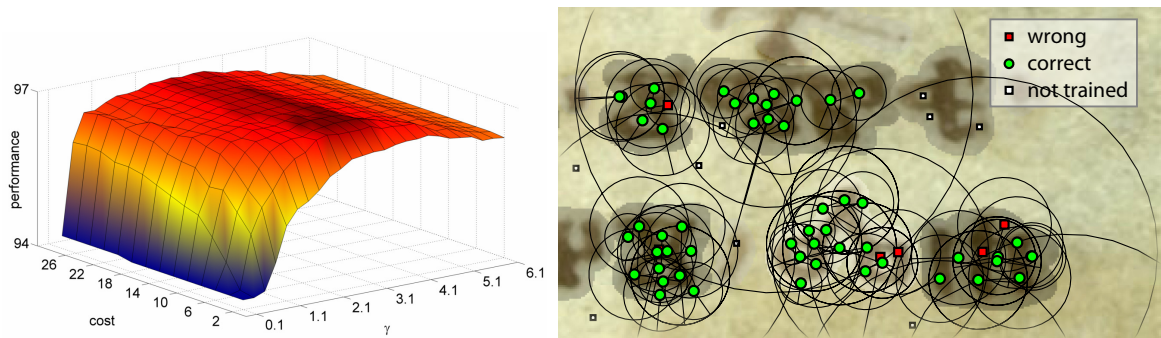 97
performance
94
26
22
18
14
10
6
2
cost
0.1
1.1
2.1
3.1
4.1
5.1
6.1
γ
wrong
correct
not trained